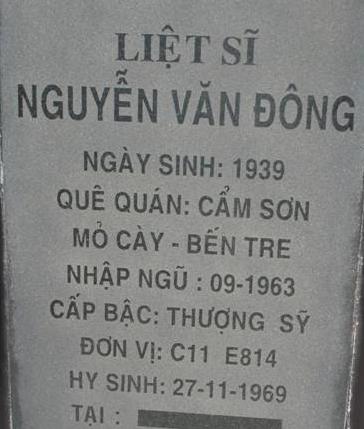 LIỆT SĨ
NGUYỄN VĂN ĐÔNG
NGÀY SINH: 1939
QUÊ QUÁN: CẨM SƠN
MỎ CÀY - BẾN TRE
NHẬP NGŨ : 09-1963
CẤP BẬC: THƯỢNG SỸ
ĐƠN VỊ: C11 E814
HY SINH: 27-11-1969
TẠI :